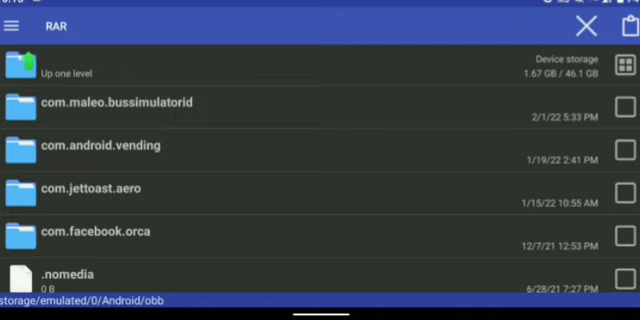 RAR
Up one level
Device storage
1.67 GB / 46.1 GB
com.maleo.bussimulatorid
2/1/22 5:33 PM
com.android.vending
1/19/22 2:41 PM
com.jettoast.aero
1/15/22 10:55 AM
com.facebook.orca
12/7/21 12:53 PM
.nomedia
0 B
6/28/21 7:27 PM
storage/emulated/0/Android/obb